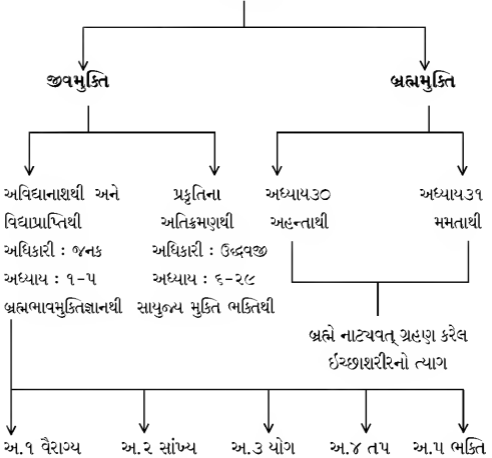 જીવમુક્તિ
બ્રહ્મમુક્તિ
અવિદ્યાનાશથી અને
વિદ્યાપ્રાપ્તિથી
અધિકારી : જનક
અધ્યાય : ૧-૫
બ્રહ્મભાવમુક્તિજ્ઞાનથી
પ્રકૃતિના
અતિક્રમણથી
અધિકારી : ઉદ્ધવજી
અધ્યાય : ૬-૨૯
સાયુજ્ય મુક્તિ ભક્તિથી
અધ્યાય૩૦
અહન્તાથી
અધ્યાય૩૧
મમતાથી
બ્રહ્મે નાટ્યવત્ ગ્રહણ કરેલ
ઇચ્છાશરીરનો ત્યાગ
અ.૧ વૈરાગ્ય
અ.૨ સાંખ્ય
અ.૩ યોગ
અ.૪ તપ
અ.૫ ભક્તિ